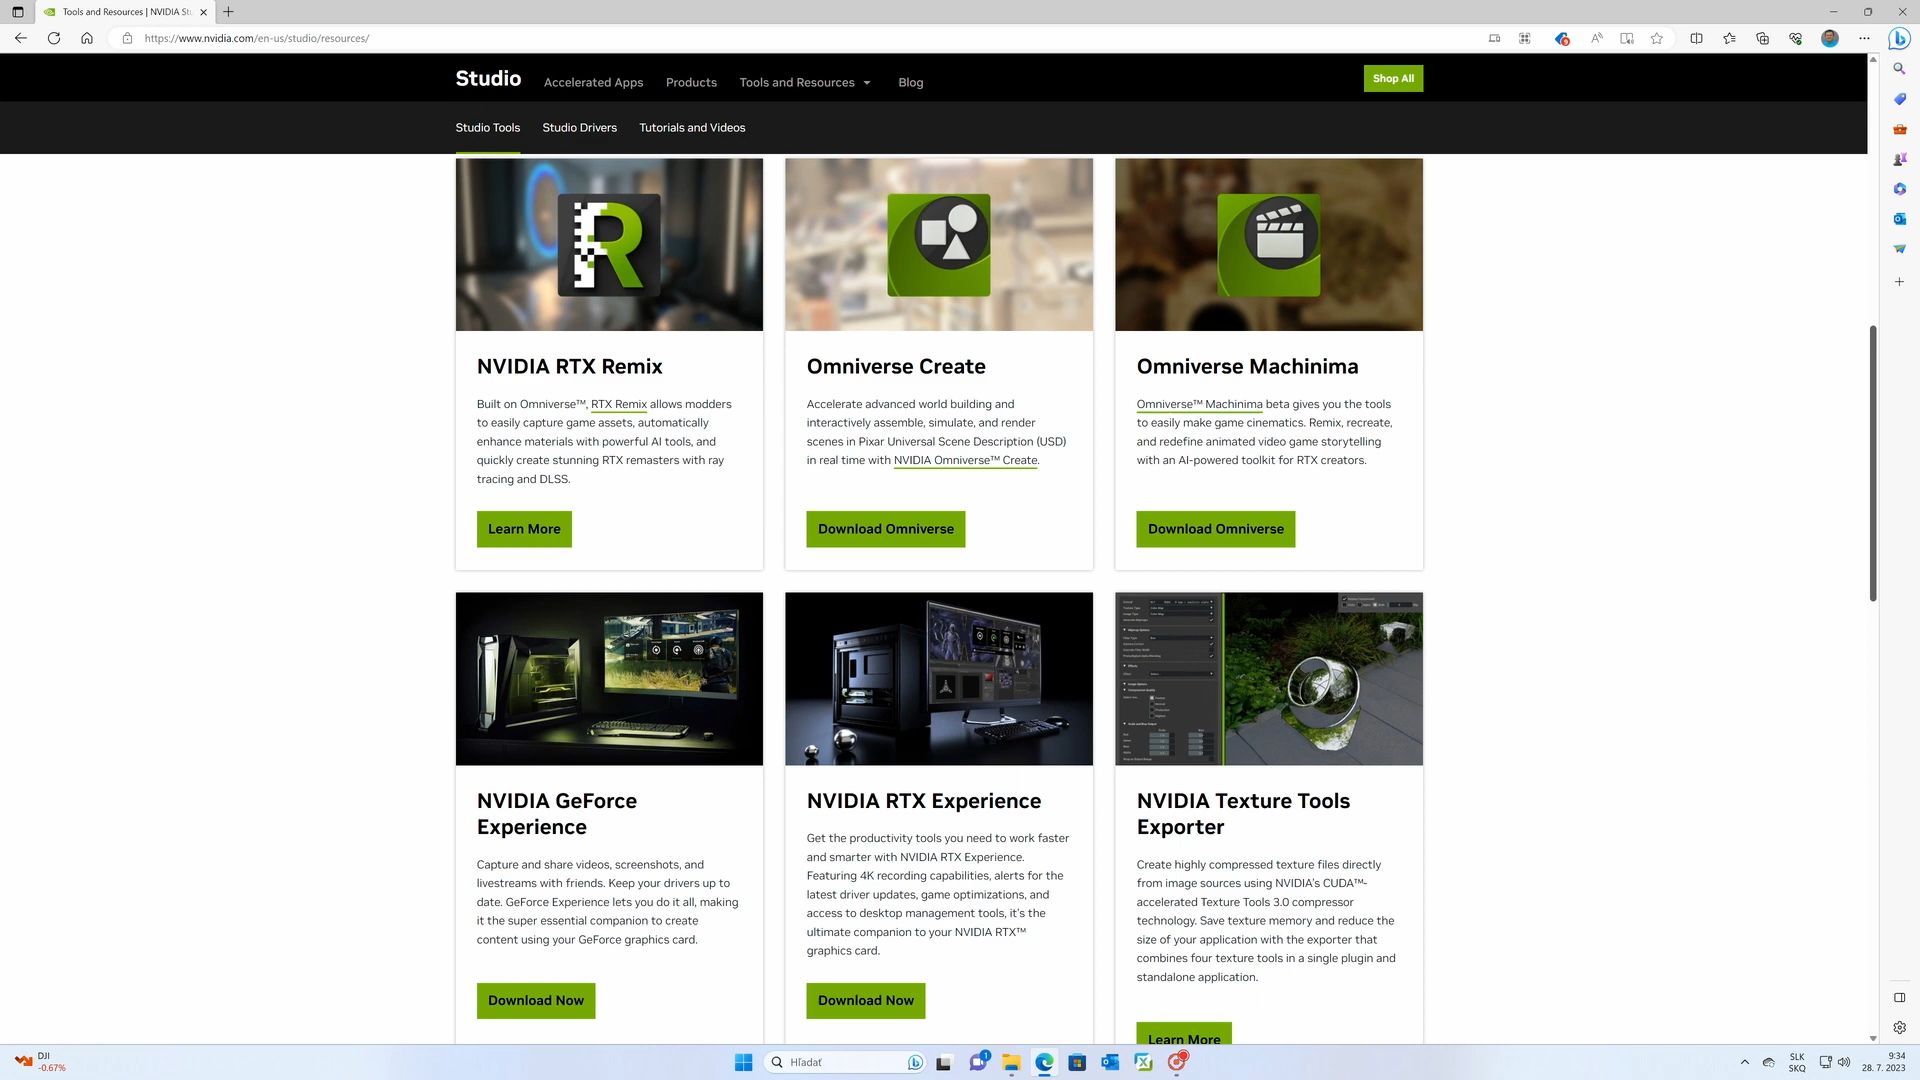 Tools and Resources | NVIDIA Stu
https://www.nvidia.com/en-us/studio/resources/
Studio
Accelerated Apps
Products
Tools and Resources
Blog
Shop All
Studio Tools
Studio Drivers
Tutorials and Videos
NVIDIA RTX Remix
Built on Omniverse™, RTX Remix allows modders
to easily capture game assets, automatically
enhance materials with powerful AI tools, and
quickly create stunning RTX remasters with ray
tracing and DLSS.
Learn More
Omniverse Create
Accelerate advanced world building and
interactively assemble, simulate, and render
scenes in Pixar Universal Scene Description (USD)
in real time with NVIDIA Omniverse™ Create.
Download Omniverse
Omniverse Machinima
Omniverse™ Machinima beta gives you the tools
to easily make game cinematics. Remix, recreate,
and redefine animated video game storytelling
with an AI-powered toolkit for RTX creators.
Download Omniverse
NVIDIA GeForce
Experience
Capture and share videos, screenshots, and
livestreams with friends. Keep your drivers up to
date. GeForce Experience lets you do it all, making
it the super essential companion to create
content using your GeForce graphics card.
Download Now
NVIDIA RTX Experience
Get the productivity tools you need to work faster
and smarter with NVIDIA RTX Experience.
Featuring 4K recording capabilities, alerts for the
latest driver updates, game optimizations, and
access to desktop management tools, it's the
ultimate companion to your NVIDIA RTX™
graphics card.
Download Now
NVIDIA Texture Tools
Exporter
Create highly compressed texture files directly
from image sources using NVIDIA's CUDA™-
accelerated Texture Tools 3.0 compressor
technology. Save texture memory and reduce the
size of your application with the exporter that
combines four texture tools in a single plugin and
standalone application.
Learn More
DJI
-0.67%
Hľadať
1
SLK
SKQ
9:34
28. 7. 2023